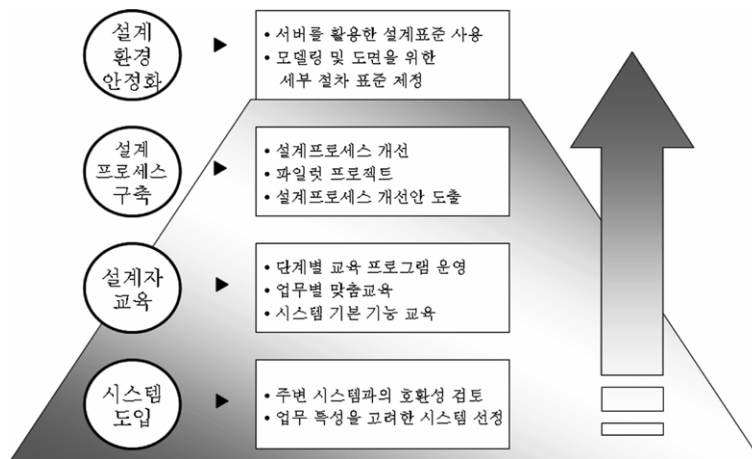 설계
환경
안정화
• 서버를 활용한 설계표준 사용
• 모델링 및 도면을 위한
세부 절차 표준 제정
설계
프로세스
구축
• 설계프로세스 개선
• 파일럿 프로젝트
• 설계프로세스 개선안 도출
설계자
교육
• 단계별 교육 프로그램 운영
• 업무별 맞춤교육
• 시스템 기본 기능 교육
시스템
도입
• 주변 시스템과의 호환성 검토
• 업무 특성을 고려한 시스템 선정